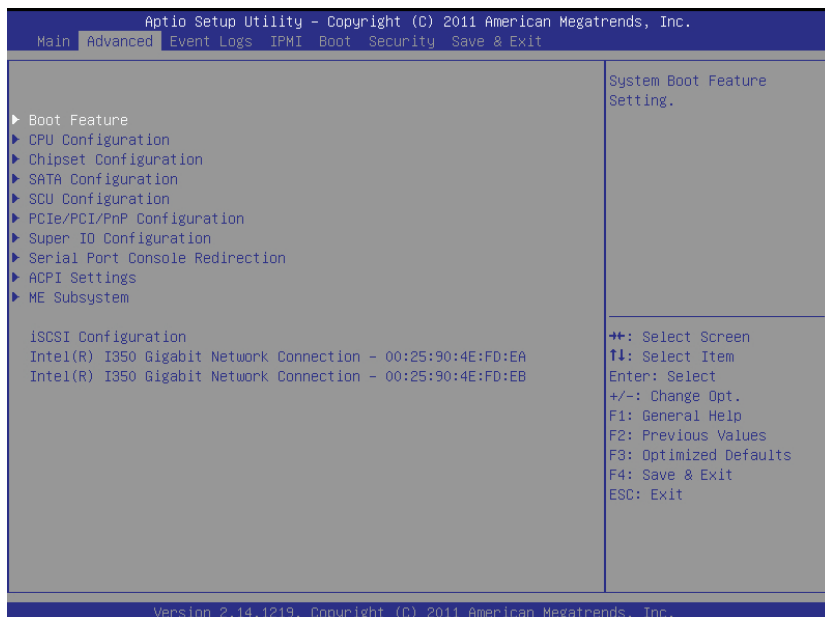 Aptio Setup Utility – Copyright (C) 2011 American Megatrends, Inc.
Main Advanced Event Logs IPMI Boot Security Save & Exit
System Boot Feature
Setting.
▶ Boot Feature
▶ CPU Configuration
▶ Chipset Configuration
▶ SATA Configuration
▶ SCU Configuration
▶ PCIe/PCI/PnP Configuration
▶ Super IO Configuration
▶ Serial Port Console Redirection
▶ ACPI Settings
▶ ME Subsystem
iSCSI Configuration
Intel(R) I350 Gigabit Network Connection – 00:25:90:4E:FD:EA
Intel(R) I350 Gigabit Network Connection – 00:25:90:4E:FD:EB
→←: Select Screen
↑↓: Select Item
Enter: Select
+/-: Change Opt.
F1: General Help
F2: Previous Values
F3: Optimized Defaults
F4: Save & Exit
ESC: Exit
Version 2.14.1219. Copyright (C) 2011 American Megatrends, Inc.